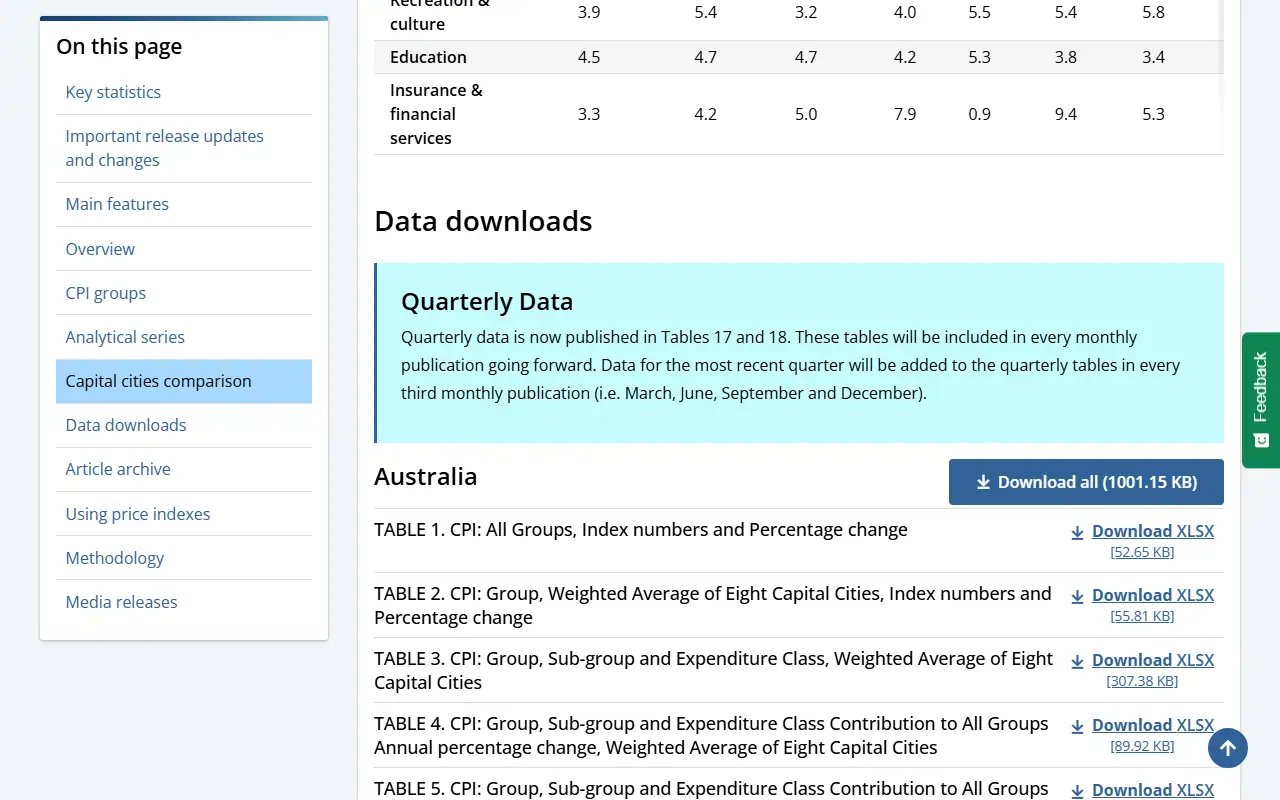 On this page
Key statistics
Important release updates
and changes
Main features
Overview
CPI groups
Analytical series
Capital cities comparison
Data downloads
Article archive
Using price indexes
Methodology
Media releases
Recreation &
culture 3.9 5.4 3.2 4.0 5.5 5.4 5.8
Education 4.5 4.7 4.7 4.2 5.3 3.8 3.4
Insurance &
financial
services 3.3 4.2 5.0 7.9 0.9 9.4 5.3
Data downloads
Quarterly Data
Quarterly data is now published in Tables 17 and 18. These tables will be included in every monthly
publication going forward. Data for the most recent quarter will be added to the quarterly tables in every
third monthly publication (i.e. March, June, September and December).
Australia
Download all (1001.15 KB)
TABLE 1. CPI: All Groups, Index numbers and Percentage change
Download XLSX
[52.65 KB]
TABLE 2. CPI: Group, Weighted Average of Eight Capital Cities, Index numbers and
Percentage change
Download XLSX
[55.81 KB]
TABLE 3. CPI: Group, Sub-group and Expenditure Class, Weighted Average of Eight
Capital Cities
Download XLSX
[307.38 KB]
TABLE 4. CPI: Group, Sub-group and Expenditure Class Contribution to All Groups
Annual percentage change, Weighted Average of Eight Capital Cities
Download XLSX
[89.92 KB]
TABLE 5. CPI: Group, Sub-group and Expenditure Class Contribution to All Groups
Download XLSX
Feedback